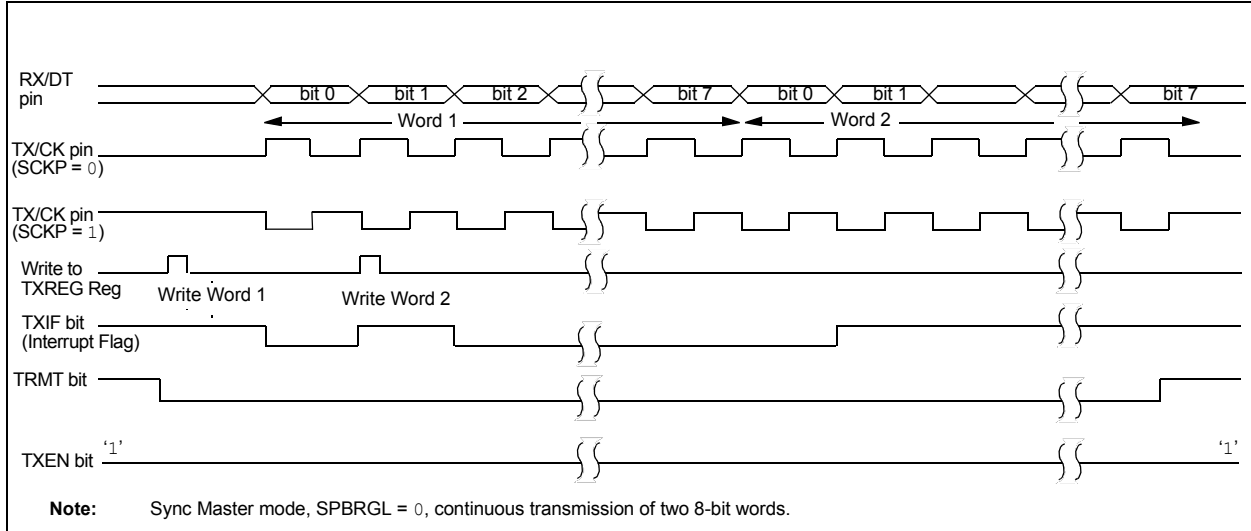 RX/DT
pin
bit 0 bit 1 bit 2 bit 7 bit 0 bit 1 bit 7
Word 1 Word 2
TX/CK pin
(SCKP = 0)
TX/CK pin
(SCKP = 1)
Write to
TXREG Reg
Write Word 1 Write Word 2
TXIF bit
(Interrupt Flag)
TRMT bit
TXEN bit ‘1’ ‘1’
Note: Sync Master mode, SPBRGL = 0, continuous transmission of two 8-bit words.